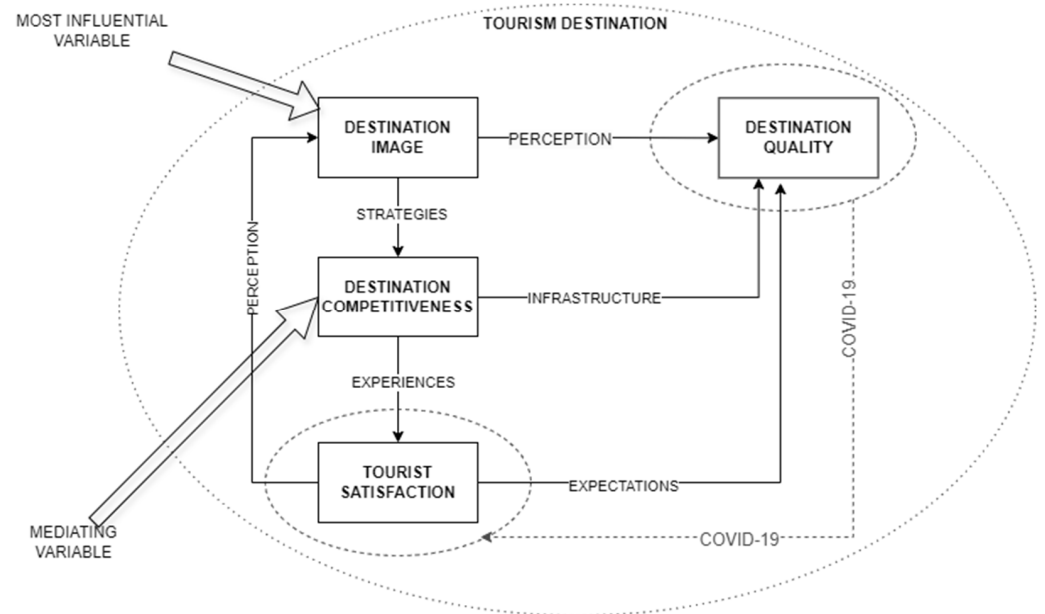 MOST INFLUENTIAL
VARIABLE
TOURISM DESTINATION
DESTINATION
IMAGE
PERCEPTION
DESTINATION
QUALITY
STRATEGIES
PERCEPTION
DESTINATION
COMPETITIVENESS
INFRASTRUCTURE
COVID-19
EXPERIENCES
TOURIST
SATISFACTION
EXPECTATIONS
MEDIATING
VARIABLE
COVID-19